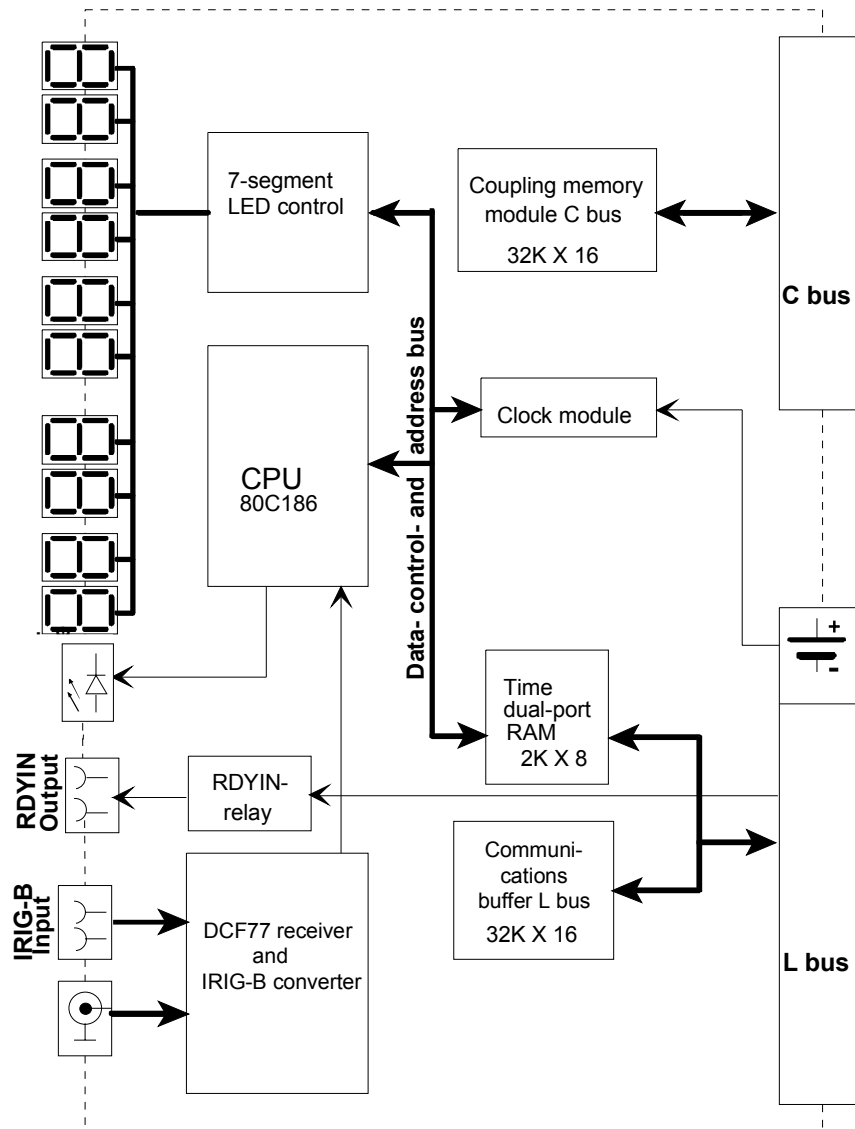 7-segment
LED control
Coupling memory
module C bus
32K X 16
C bus
Data- control- and address bus
Clock module
CPU
80C186
+
-
Time
dual-port
RAM
2K X 8
RDYIN
Output
RDYIN-
relay
Communi-
cations
buffer L bus
32K X 16
IRIG-B
Input
DCF77 receiver
and
IRIG-B converter
L bus